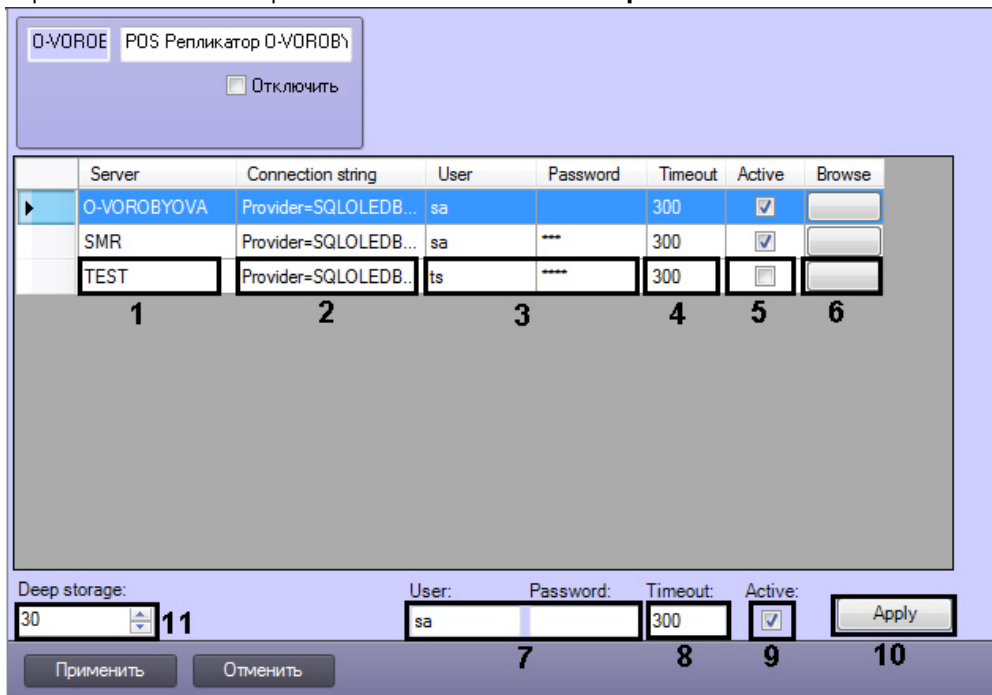 O-VOROE POS Репликатор O-VOROBY
Отключить
Server Connection string User Password Timeout Active Browse
O-VOROBYOVA Provider=SQLOLEDB... sa 300
SMR Provider=SQLOLEDB... sa *** 300
TEST Provider=SQLOLEDB.. ts **** 300
1 2 3 4 5 6
Deep storage: User: Password: Timeout: Active:
30 11 sa 300 Apply
7 8 9 10
Применить Отменить